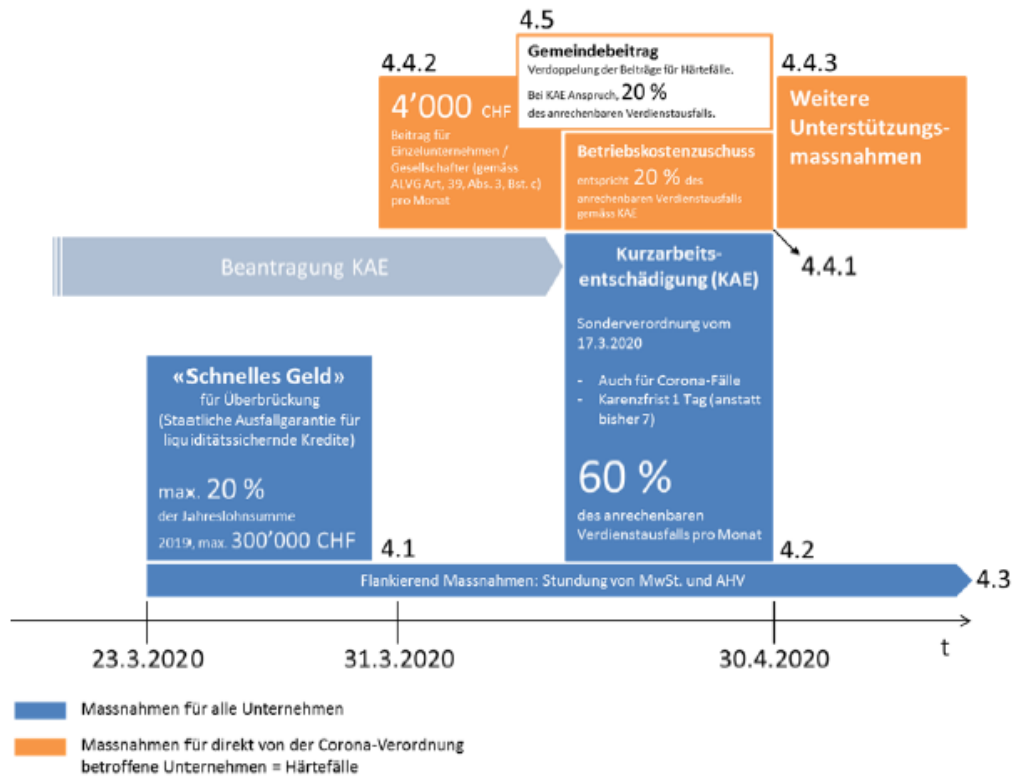 4.5
Gemeindebeitrag
Verdoppelung der Beiträge für Härtefälle.
Bei KAE Anspruch, 20 %
des anrechenbaren Verdienstausfalls.
4.4.2
4'000 CHF
Beitrag für
Einzelunternehmen /
Gesellschafter (gemäss
ALVG Art, 39, Abs. 3, Bst. c)
pro Monat
4.4.3
Weitere
Unterstützungs-
massnahmen
Betriebskostenzuschuss
entspricht 20 % des
anrechenbaren Verdienstausfalls
gemäss KAE
4.4.1
Beantragung KAE
Kurzarbeits-
entschädigung (KAE)
Sonderverordnung vom
17.3.2020
- Auch für Corona-Fälle
- Karenzfrist 1 Tag (anstatt
bisher 7)
60 %
des anrechenbaren
Verdienstausfalls pro Monat
4.2
«Schnelles Geld»
für Überbrückung
(Staatliche Ausfallgarantie für
liquiditätssichernde Kredite)
max. 20 %
der Jahreslohnsumme
2019, max. 300'000 CHF
4.1
Flankierend Massnahmen: Stundung von MwSt. und AHV
4.3
t
23.3.2020
31.3.2020
30.4.2020
Massnahmen für alle Unternehmen
Massnahmen für direkt von der Corona-Verordnung
betroffene Unternehmen = Härtefälle